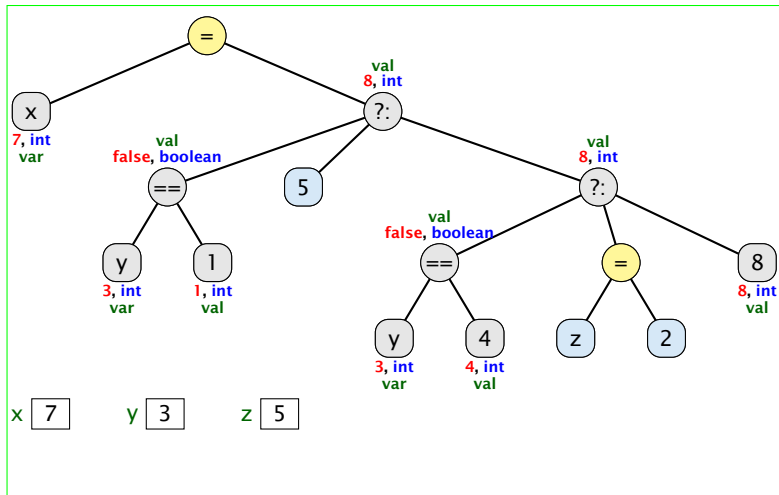 =
val
8, int
x
?:
7, int
var
val
false, boolean
val
8, int
==
5
?:
val
false, boolean
y
1
==
=
8
3, int
var
1, int
val
8, int
val
y
4
z
2
3, int
var
4, int
val
x 7
y 3
z 5